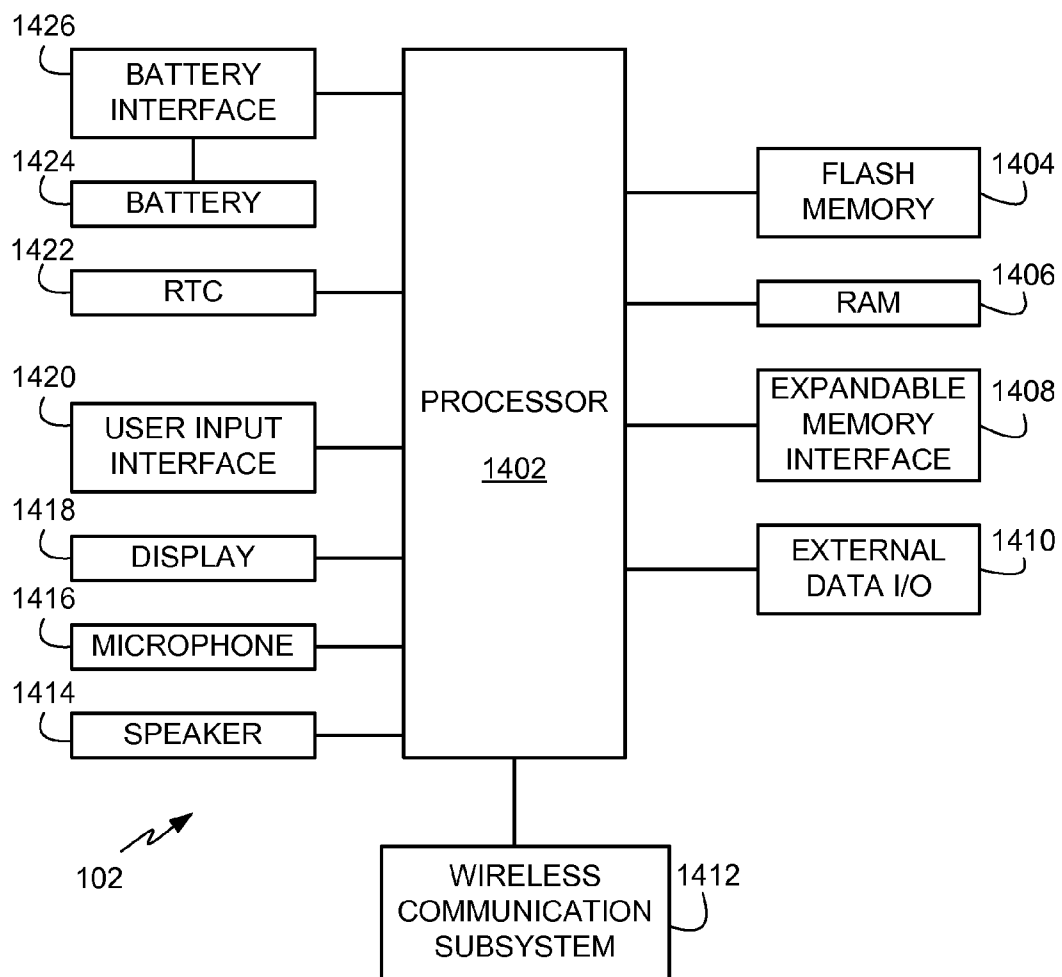 1426
BATTERY
INTERFACE
1424
BATTERY
1422
RTC
1420
USER INPUT
INTERFACE
1418
DISPLAY
1416
MICROPHONE
1414
SPEAKER
102
PROCESSOR
1402
FLASH
MEMORY
1404
RAM
1406
EXPANDABLE
MEMORY
INTERFACE
1408
EXTERNAL
DATA I/O
1410
WIRELESS
COMMUNICATION
SUBSYSTEM
1412